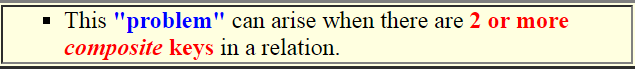 ▪ This "problem" can arise when there are 2 or more
composite keys in a relation.